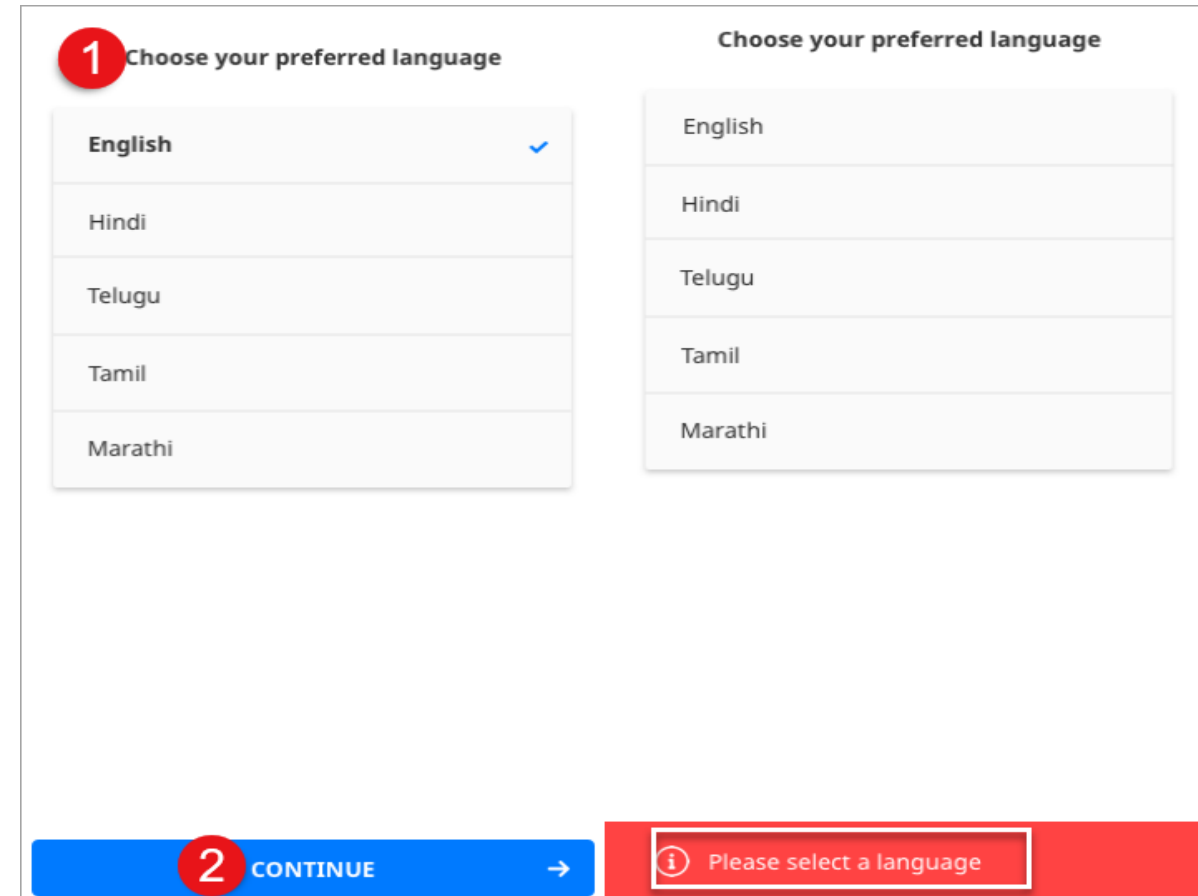 1 Choose your preferred language
English
Hindi
Telugu
Tamil
Marathi
2 CONTINUE
Choose your preferred language
English
Hindi
Telugu
Tamil
Marathi
Please select a language